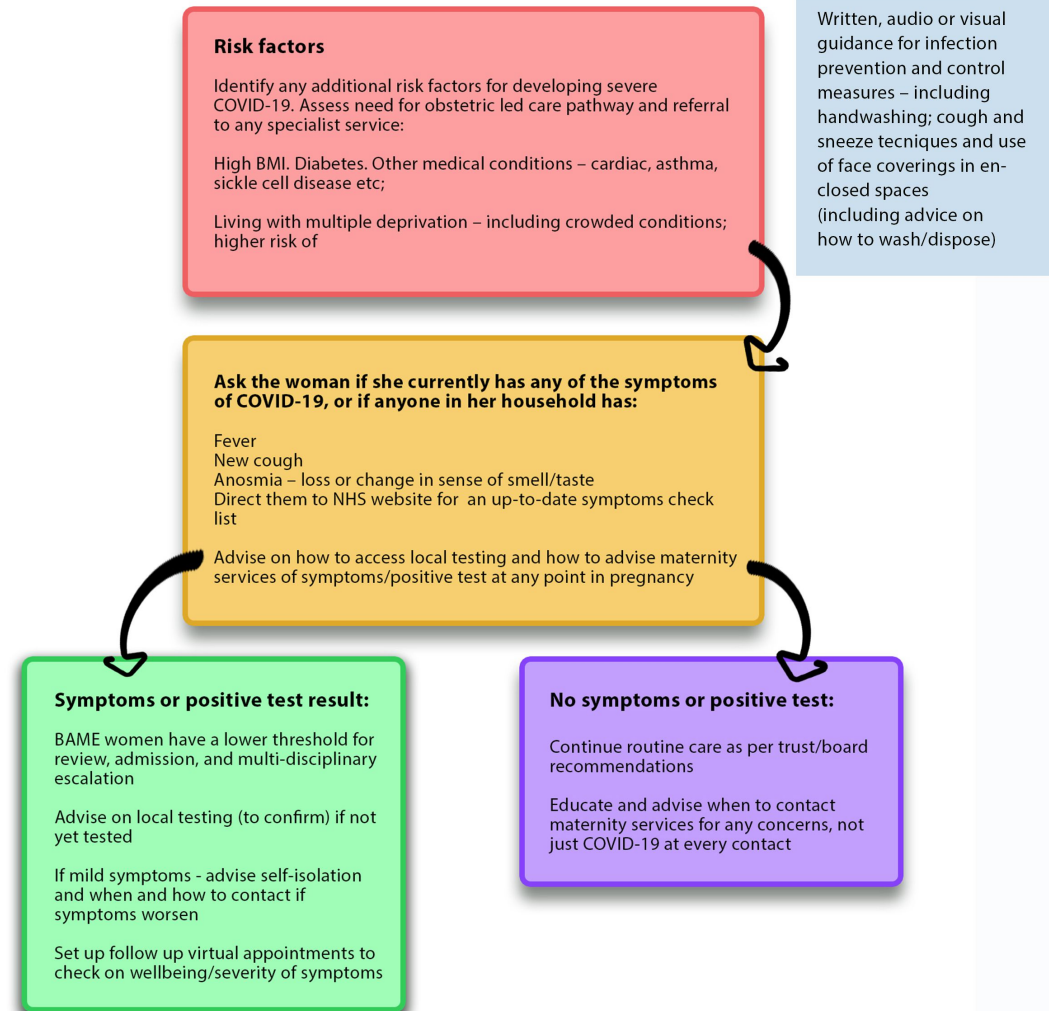 Risk factors
Identify any additional risk factors for developing severe
COVID-19. Assess need for obstetric led care pathway and referral
to any specialist service:
High BMI. Diabetes. Other medical conditions – cardiac, asthma,
sickle cell disease etc;
Living with multiple deprivation – including crowded conditions;
higher risk of
Written, audio or visual
guidance for infection
prevention and control
measures – including
handwashing; cough and
sneeze tecniques and use
of face coverings in en-
closed spaces
(including advice on
how to wash/dispose)
Ask the woman if she currently has any of the symptoms
of COVID-19, or if anyone in her household has:
Fever
New cough
Anosmia – loss or change in sense of smell/taste
Direct them to NHS website for  an up-to-date symptoms check
list
Advise on how to access local testing and how to advise maternity
services of symptoms/positive test at any point in pregnancy
Symptoms or positive test result:
BAME women have a lower threshold for
review, admission, and multi-disciplinary
escalation
Advise on local testing (to confirm) if not
yet tested
If mild symptoms - advise self-isolation
and when and how to contact if
symptoms worsen
Set up follow up virtual appointments to
check on wellbeing/severity of symptoms
No symptoms or positive test:
Continue routine care as per trust/board
recommendations
Educate and advise when to contact
maternity services for any concerns, not
just COVID-19 at every contact